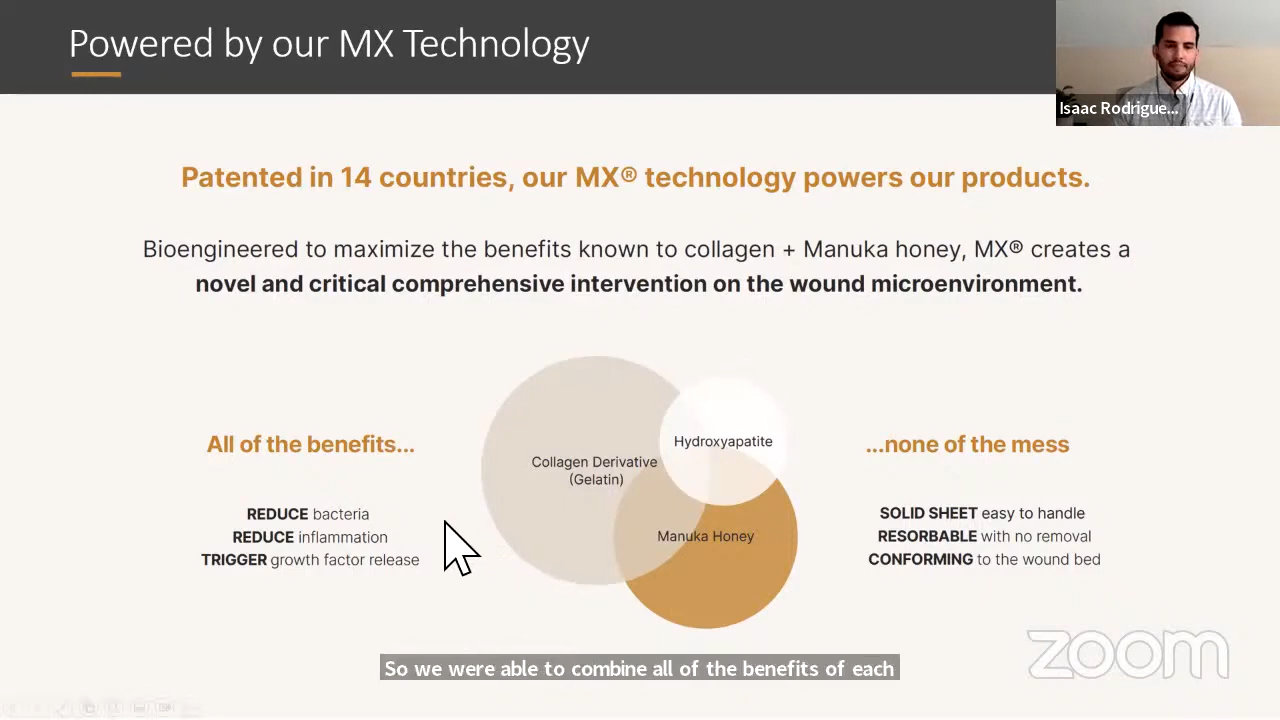 Powered by our MX Technology
Isaac Rodrigue...
Patented in 14 countries, our MX® technology powers our products.
Bioengineered to maximize the benefits known to collagen + Manuka honey, MX® creates a
novel and critical comprehensive intervention on the wound microenvironment.
All of the benefits...
REDUCE bacteria
REDUCE inflammation
TRIGGER growth factor release
Collagen Derivative
(Gelatin)
Hydroxyapatite
Manuka Honey
...none of the mess
SOLID SHEET easy to handle
RESORBABLE with no removal
CONFORMING to the wound bed
So we were able to combine all of the benefits of each
zoom